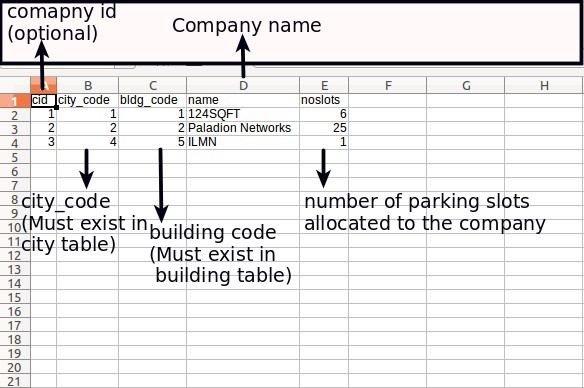 comapny id
(optional)
Company name
A B C D E F G H
1 cid city_code bldg_code name noslots
2 1 1 1 124SQFT 6
3 2 2 2 Paladion Networks 25
4 3 4 5 ILMN 1
5
6
7
8
9
10
11
12
13
14
15
16
17
18
19
20
21
city_code
(Must exist in
city table)
building code
(Must exist in
building table)
number of parking slots
allocated to the company